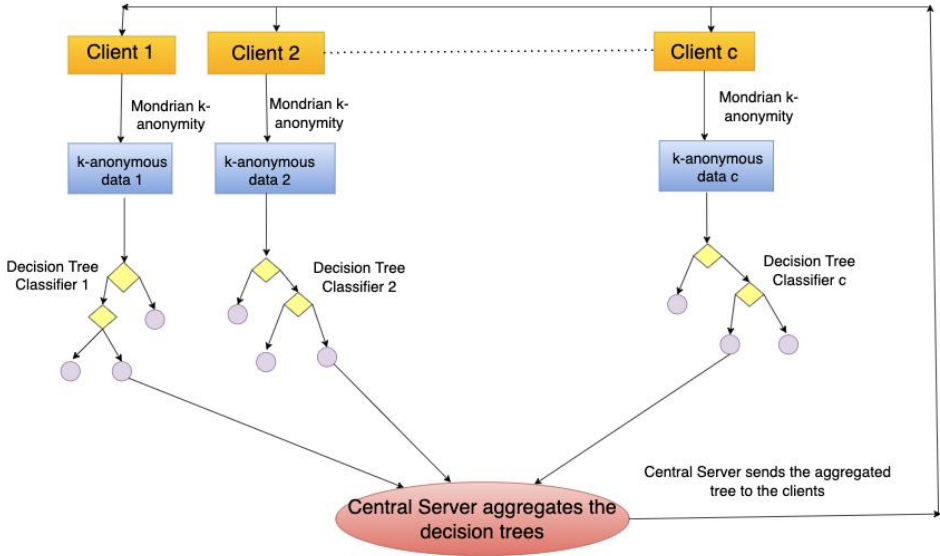 Client 1
Client 2
Client c
Mondrian k-
anonymity
Mondrian k-
anonymity
Mondrian k-
anonymity
k-anonymous
data 1
k-anonymous
data 2
k-anonymous
data c
Decision Tree
Classifier 1
Decision Tree
Classifier 2
Decision Tree
Classifier c
Central Server sends the aggregated
tree to the clients
Central Server aggregates the
decision trees